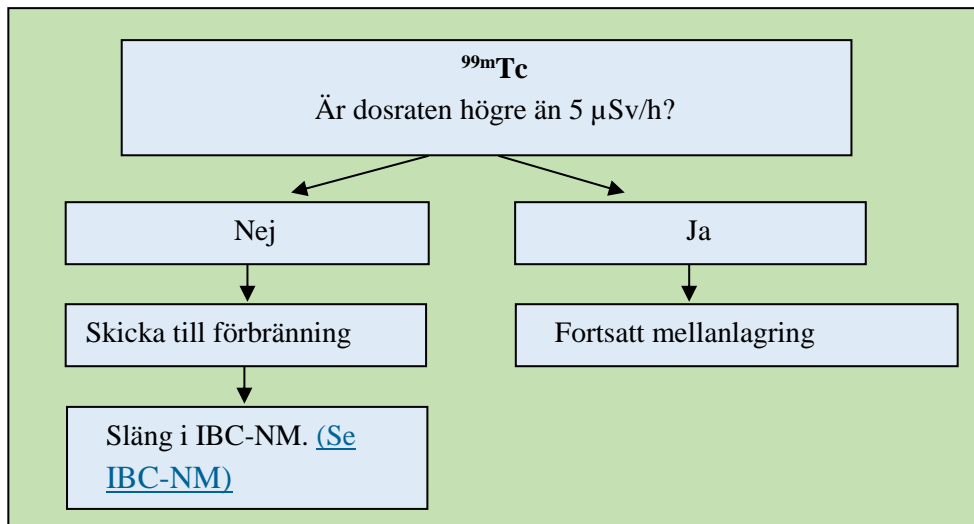 ⁹⁹ᵐTc
Är dosraten högre än 5 µSv/h?
Nej
Ja
Skicka till förbränning
Fortsatt mellanlagring
Släng i IBC-NM. (Se
IBC-NM)